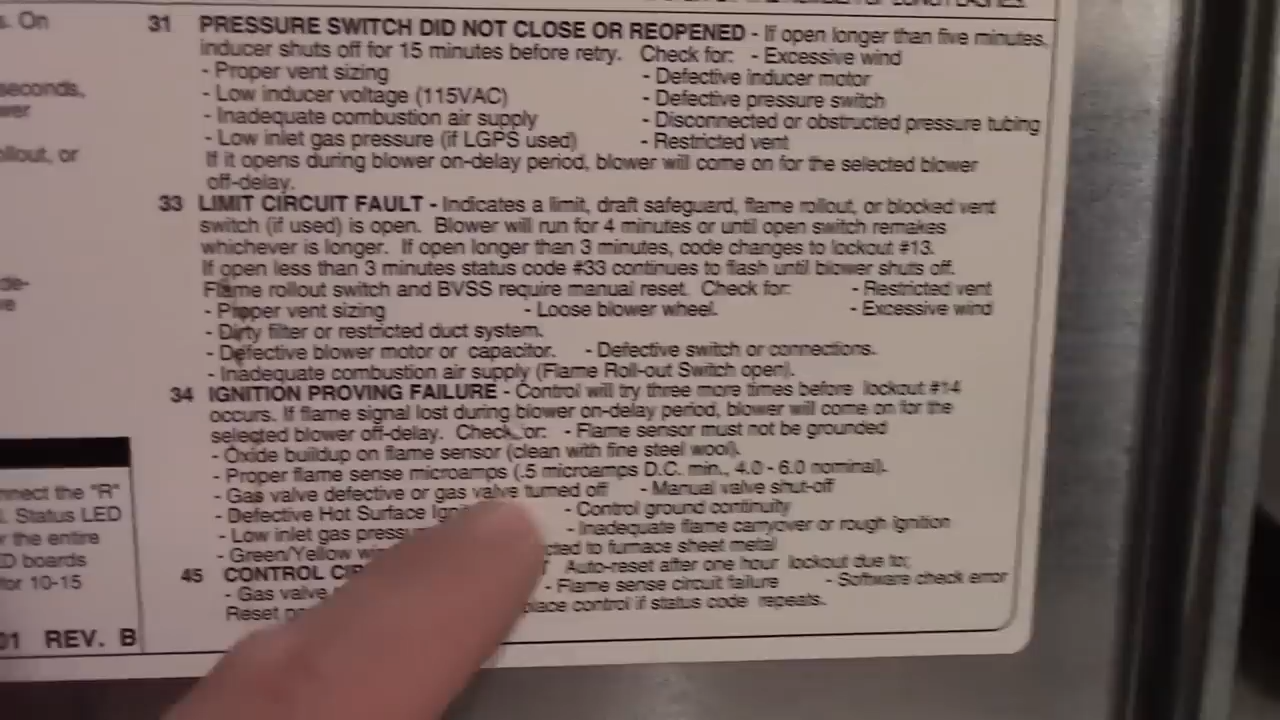 s. On
seconds,
wer
ollout, or
de-
ve
nnect the "R"
l. Status LED
r the entire
D boards
for 10-15
01 REV. B
31 PRESSURE SWITCH DID NOT CLOSE OR REOPENED - If open longer than five minutes,
inducer shuts off for 15 minutes before retry. Check for: - Excessive wind
- Proper vent sizing - Defective inducer motor
- Low inducer voltage (115VAC) - Defective pressure switch
- Inadequate combustion air supply - Disconnected or obstructed pressure tubing
- Low inlet gas pressure (if LGPS used) - Restricted vent
If it opens during blower on-delay period, blower will come on for the selected blower
off-delay.
33 LIMIT CIRCUIT FAULT - Indicates a limit, draft safeguard, flame rollout, or blocked vent
switch (if used) is open. Blower will run for 4 minutes or until open switch remakes
whichever is longer. If open longer than 3 minutes, code changes to lockout #13.
If open less than 3 minutes status code #33 continues to flash until blower shuts off.
Flame rollout switch and BVSS require manual reset. Check for: - Restricted vent
- Proper vent sizing - Loose blower wheel. - Excessive wind
- Dirty filter or restricted duct system.
- Defective blower motor or capacitor. - Defective switch or connections.
- Inadequate combustion air supply (Flame Roll-out Switch open).
34 IGNITION PROVING FAILURE - Control will try three more times before lockout #14
occurs. If flame signal lost during blower on-delay period, blower will come on for the
selected blower off-delay. Check or: - Flame sensor must not be grounded
- Oxide buildup on flame sensor (clean with fine steel wool).
- Proper flame sense microamps (.5 microamps D.C. min., 4.0 - 6.0 nominal).
- Gas valve defective or gas valve turned off - Manual valve shut-off
- Defective Hot Surface Ign - Control ground continuity
- Low inlet gas pressu - Inadequate flame carryover or rough ignition
- Green/Yellow wi cted to furnace sheet metal
45 CONTROL CIR Auto-reset after one hour lockout due to;
- Gas valve - Flame sense circuit failure - Software check error
Reset po place control if status code repeats.